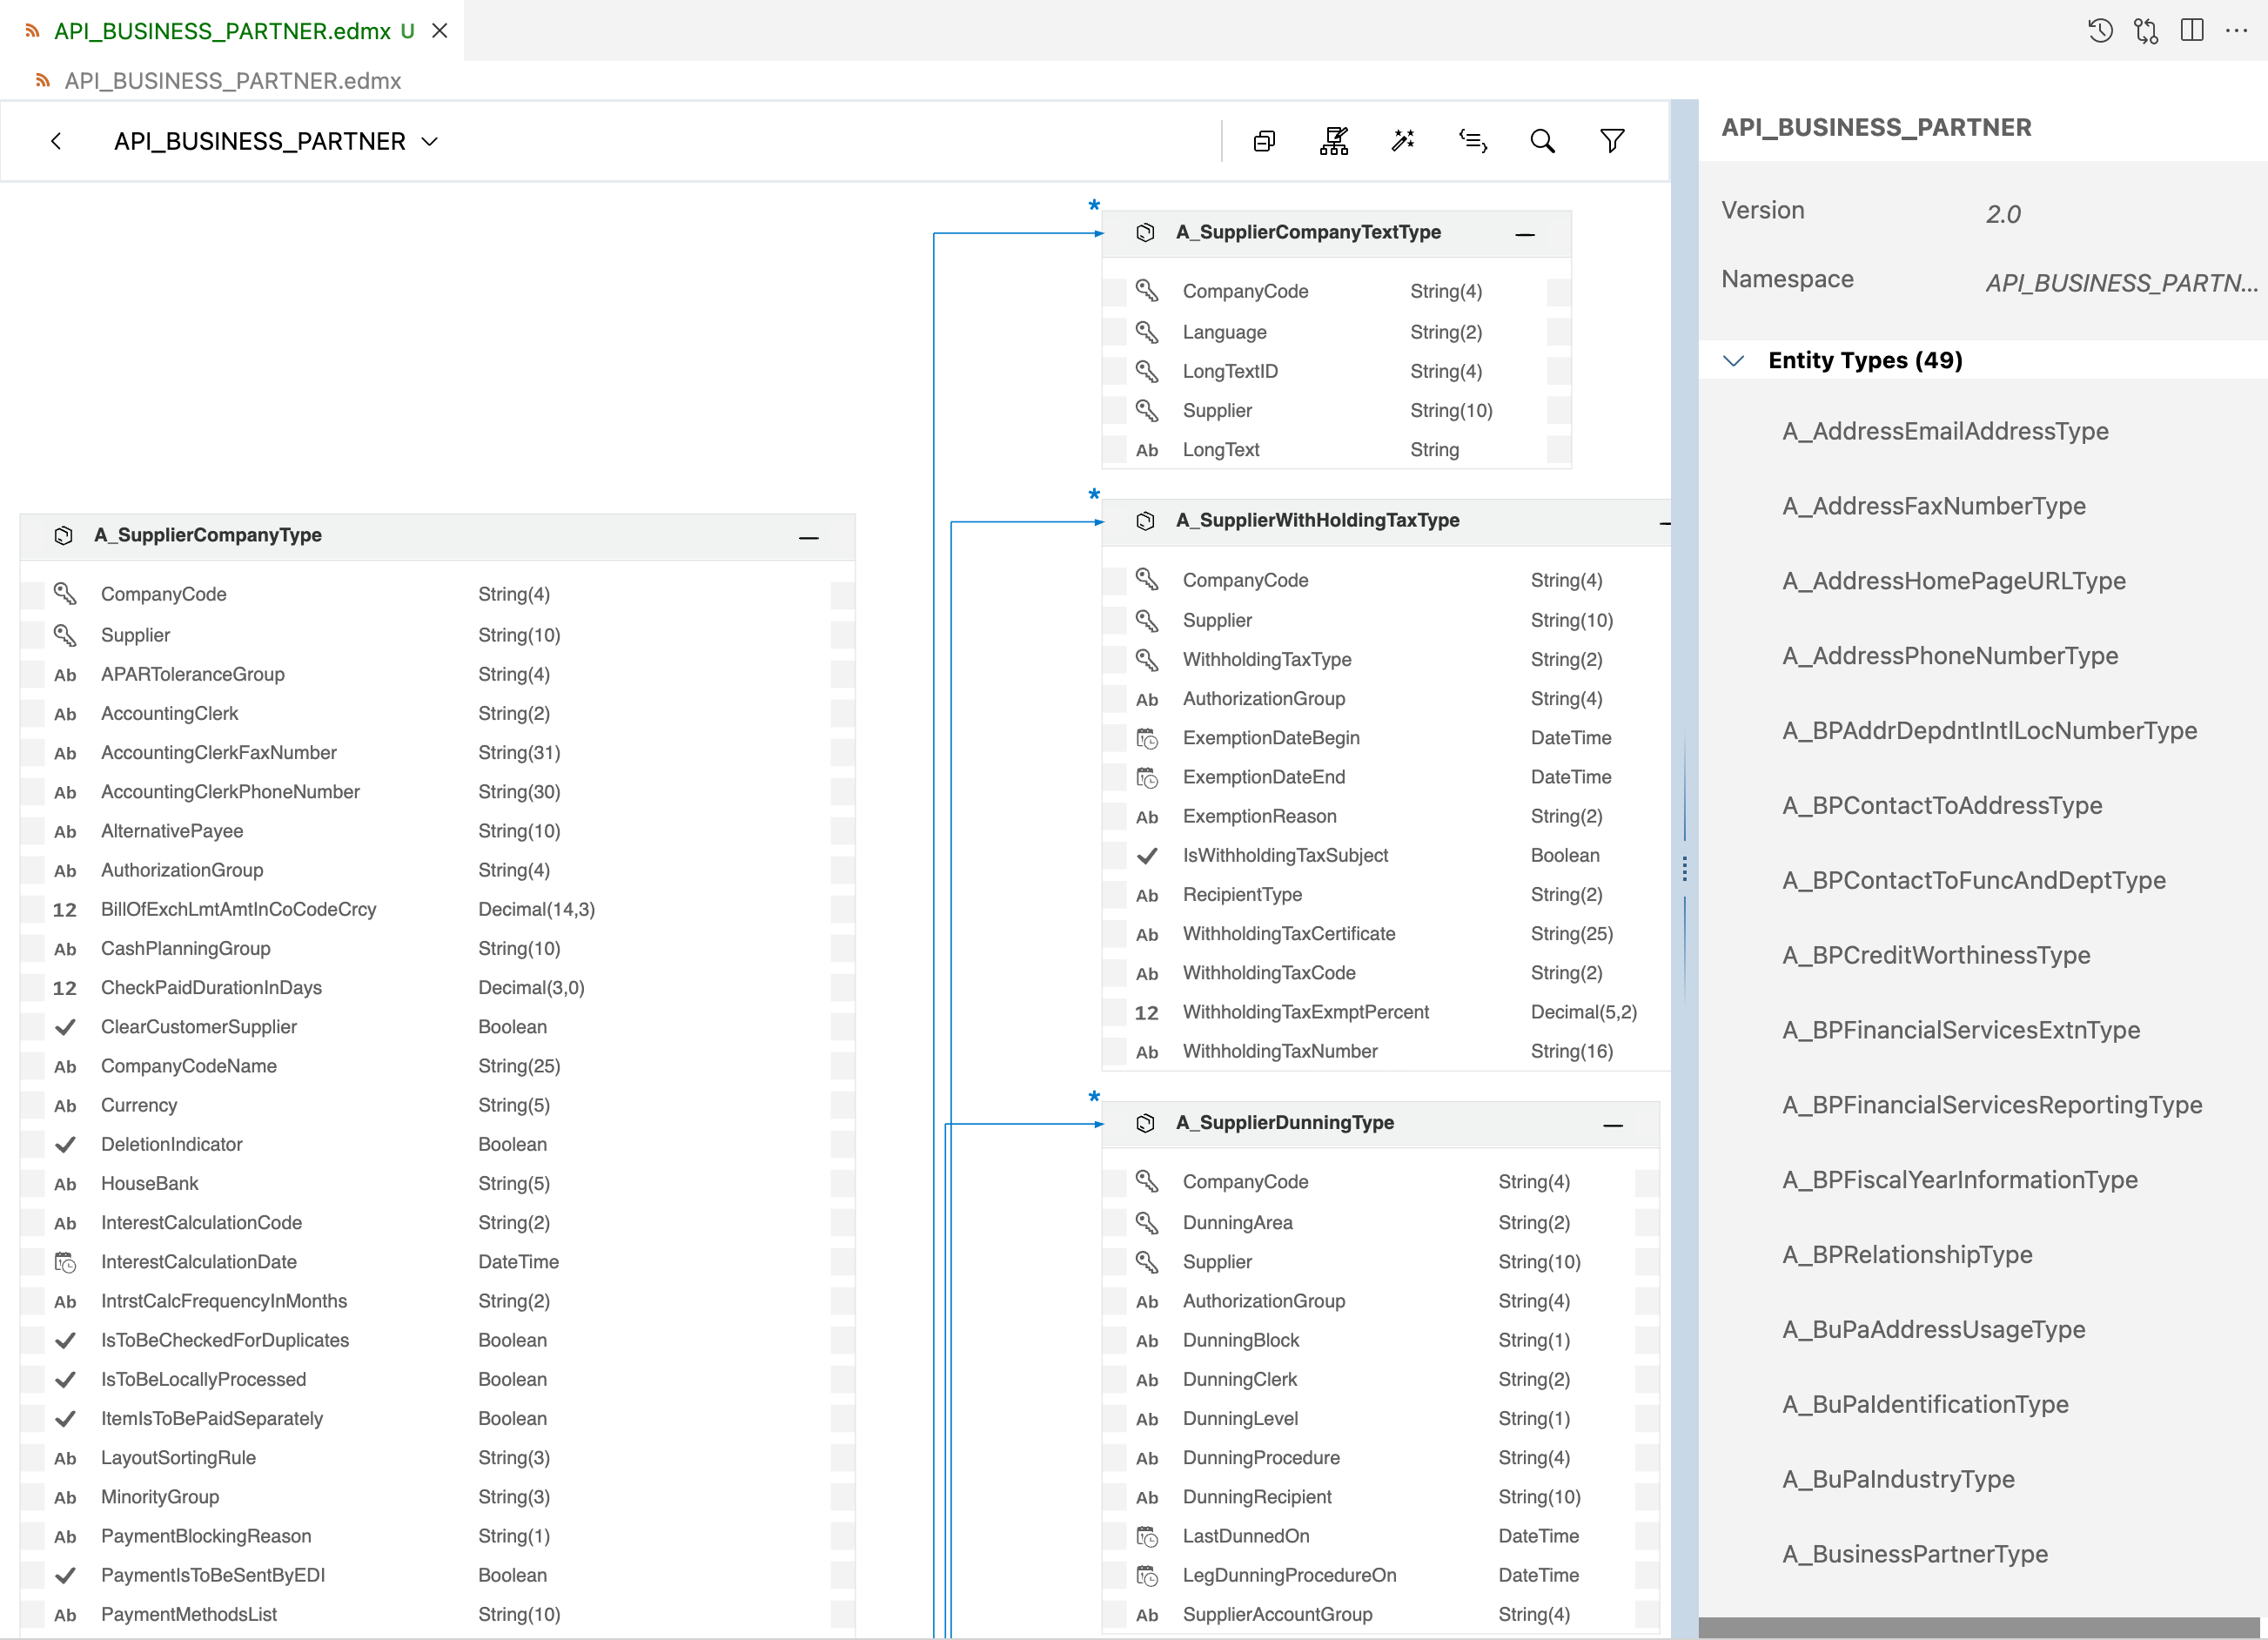 API_BUSINESS_PARTNER.edmx U
API_BUSINESS_PARTNER.edmx
API_BUSINESS_PARTNER
*
A_SupplierCompanyTextType
CompanyCode String(4)
Language String(2)
LongTextID String(4)
Supplier String(10)
Ab LongText String
A_SupplierCompanyType
CompanyCode String(4)
Supplier String(10)
Ab APARToleranceGroup String(4)
Ab AccountingClerk String(2)
Ab AccountingClerkFaxNumber String(31)
Ab AccountingClerkPhoneNumber String(30)
Ab AlternativePayee String(10)
Ab AuthorizationGroup String(4)
12 BillOfExchLmtAmtInCoCodeCrcy Decimal(14,3)
Ab CashPlanningGroup String(10)
12 CheckPaidDurationInDays Decimal(3,0)
ClearCustomerSupplier Boolean
Ab CompanyCodeName String(25)
Ab Currency String(5)
DeletionIndicator Boolean
Ab HouseBank String(5)
Ab InterestCalculationCode String(2)
InterestCalculationDate DateTime
Ab IntrstCalcFrequencyInMonths String(2)
IsToBeCheckedForDuplicates Boolean
IsToBeLocallyProcessed Boolean
ItemIsToBePaidSeparately Boolean
Ab LayoutSortingRule String(3)
Ab MinorityGroup String(3)
Ab PaymentBlockingReason String(1)
PaymentIsToBeSentByEDI Boolean
Ab PaymentMethodsList String(10)
*
A_SupplierWithHoldingTaxType
CompanyCode String(4)
Supplier String(10)
WithholdingTaxType String(2)
Ab AuthorizationGroup String(4)
ExemptionDateBegin DateTime
ExemptionDateEnd DateTime
Ab ExemptionReason String(2)
IsWithholdingTaxSubject Boolean
Ab RecipientType String(2)
Ab WithholdingTaxCertificate String(25)
Ab WithholdingTaxCode String(2)
12 WithholdingTaxExmptPercent Decimal(5,2)
Ab WithholdingTaxNumber String(16)
*
A_SupplierDunningType
CompanyCode String(4)
DunningArea String(2)
Supplier String(10)
Ab AuthorizationGroup String(4)
Ab DunningBlock String(1)
Ab DunningClerk String(2)
Ab DunningLevel String(1)
Ab DunningProcedure String(4)
Ab DunningRecipient String(10)
LastDunnedOn DateTime
LegDunningProcedureOn DateTime
Ab SupplierAccountGroup String(4)
API_BUSINESS_PARTNER
Version 2.0
Namespace API_BUSINESS_PARTN...
Entity Types (49)
A_AddressEmailAddressType
A_AddressFaxNumberType
A_AddressHomePageURLType
A_AddressPhoneNumberType
A_BPAddrDepdntIntlLocNumberType
A_BPContactToAddressType
A_BPContactToFuncAndDeptType
A_BPCreditWorthinessType
A_BPFinancialServicesExtnType
A_BPFinancialServicesReportingType
A_BPFiscalYearInformationType
A_BPRelationshipType
A_BuPaAddressUsageType
A_BuPaIdentificationType
A_BuPaIndustryType
A_BusinessPartnerType